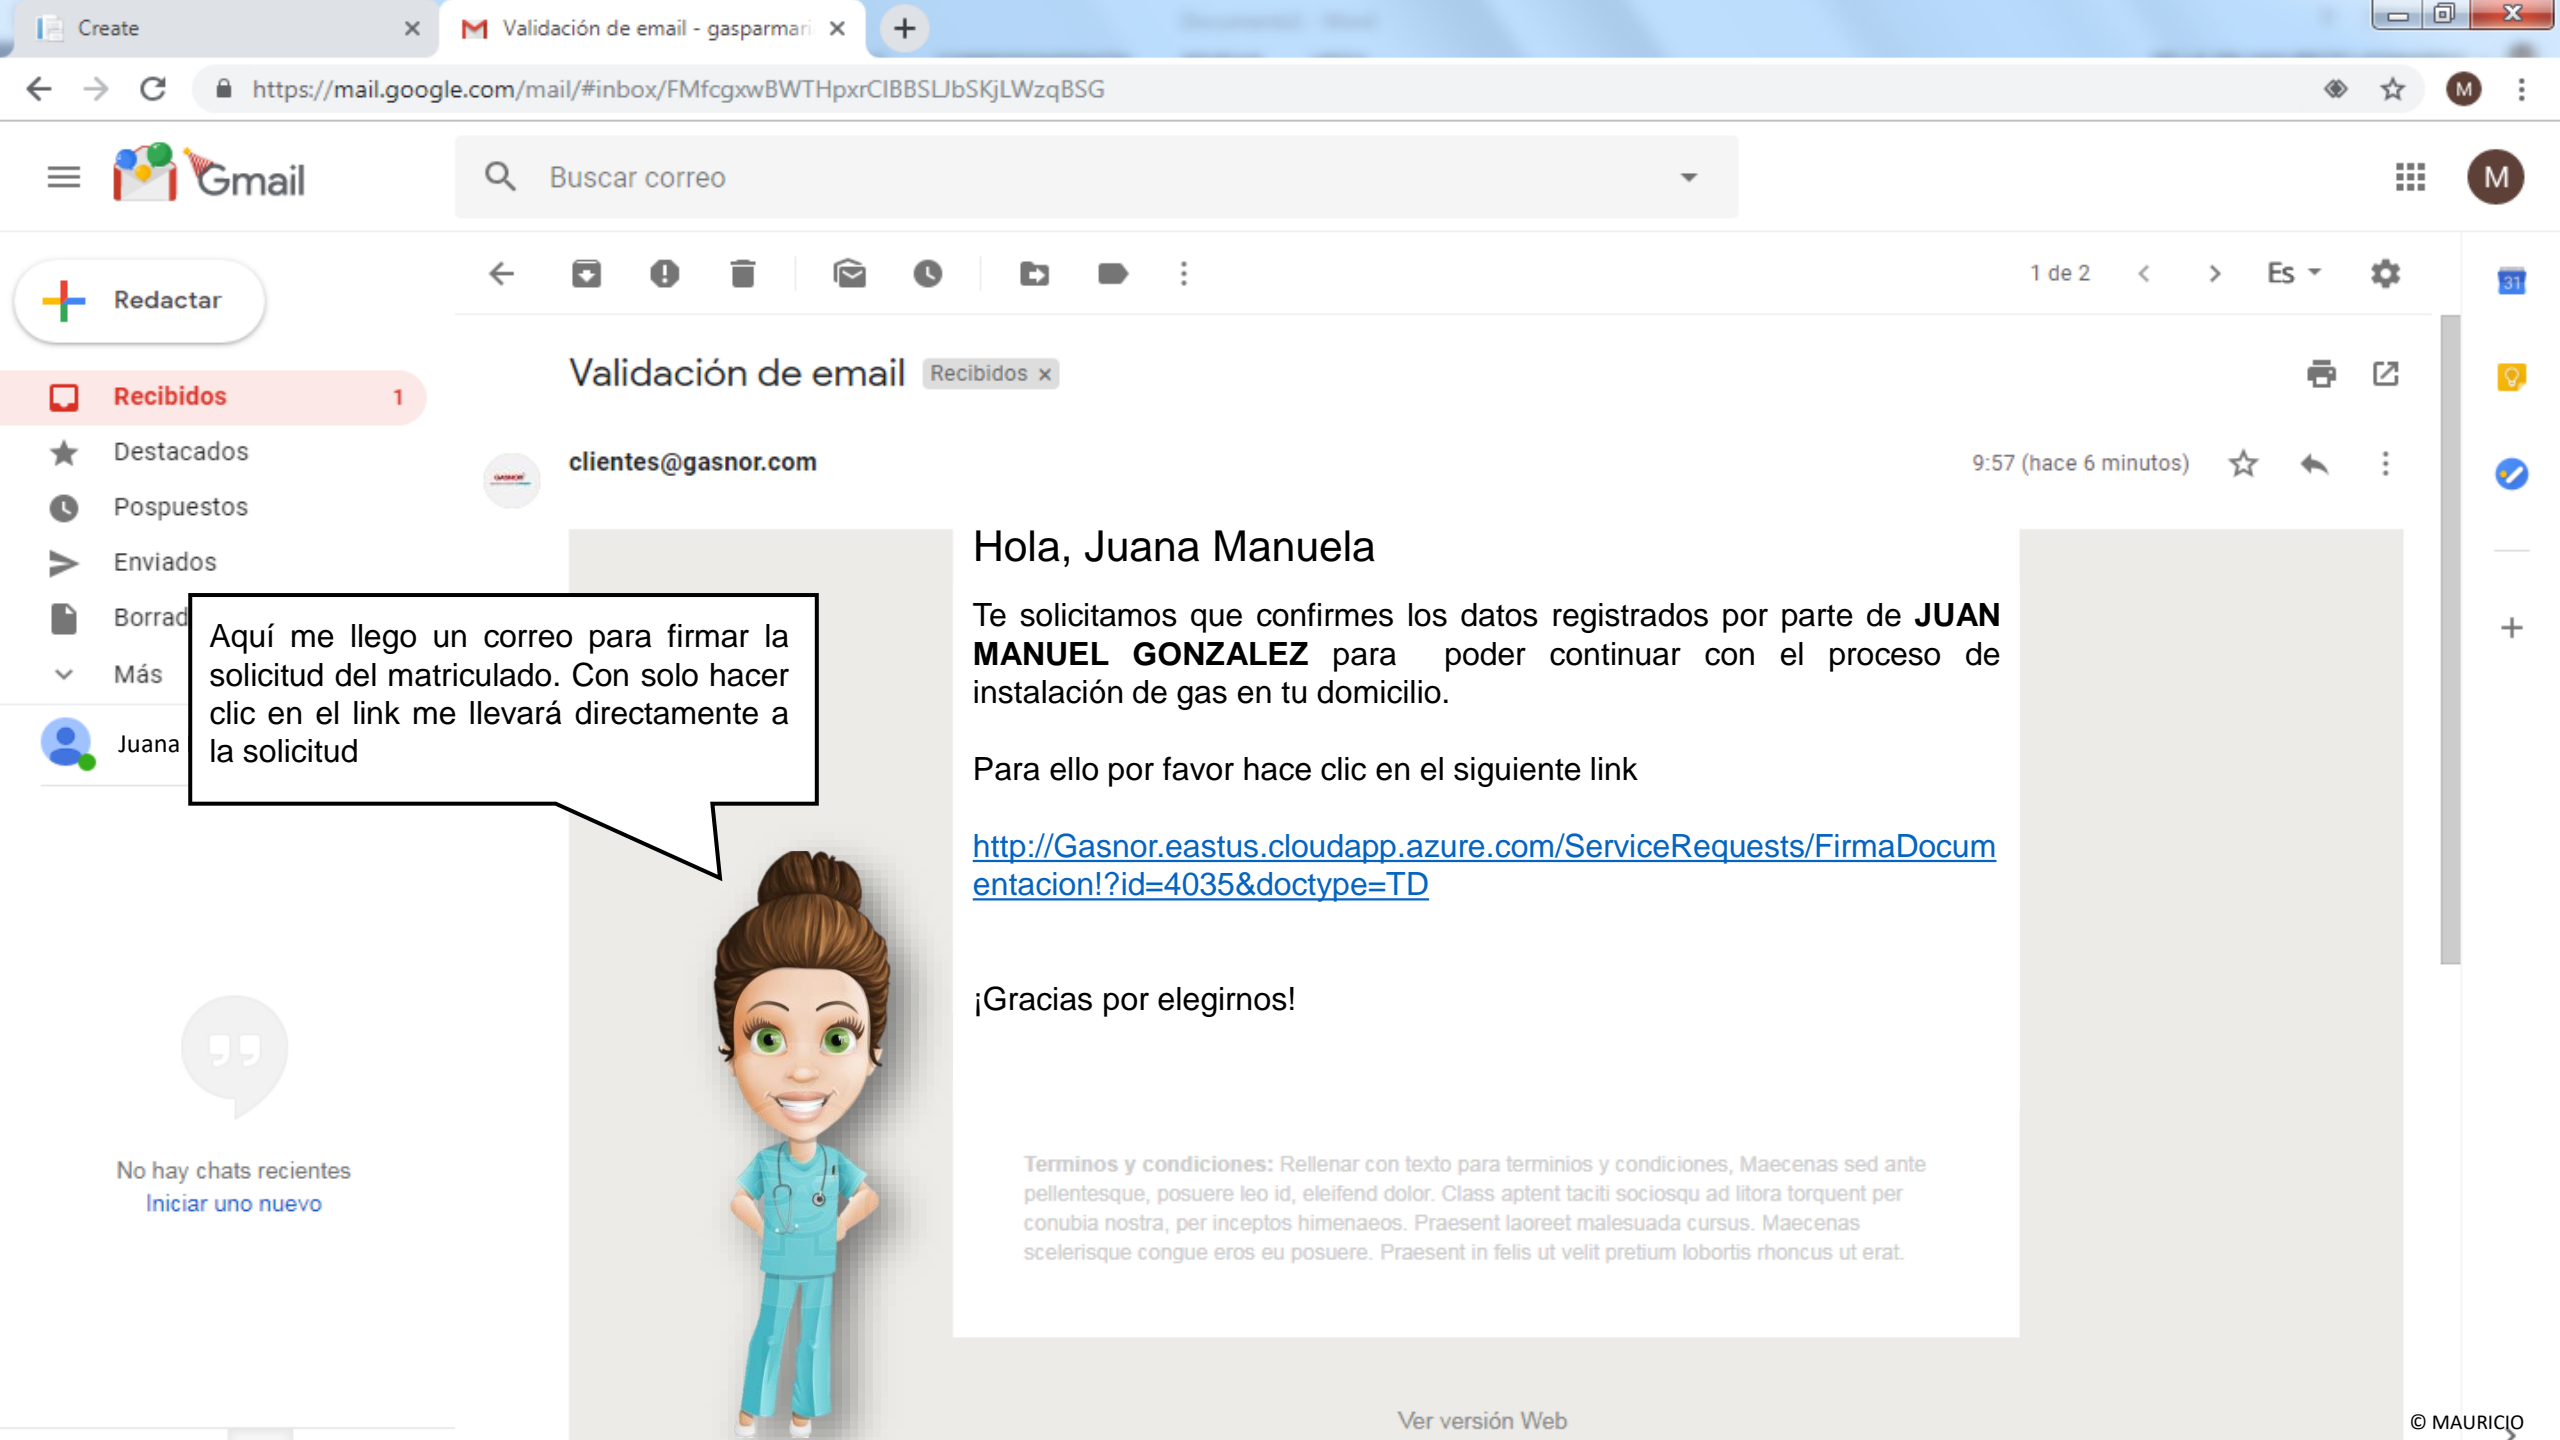 Create
Validación de email - gasparmari
https://mail.google.com/mail/#inbox/FMfcgxwBWTHpxrClBBSLJbSKjLWzqBSG
M
Gmail
Buscar correo
M
Redactar
1 de 2
Es
31
Validación de email Recibidos x
Recibidos 1
Destacados
Pospuestos
Enviados
Borrad
Más
Juana
GASNOR
clientes@gasnor.com
9:57 (hace 6 minutos)
Hola, Juana Manuela
Te solicitamos que confirmes los datos registrados por parte de JUAN
MANUEL GONZALEZ para poder continuar con el proceso de
instalación de gas en tu domicilio.
Para ello por favor hace clic en el siguiente link
http://Gasnor.eastus.cloudapp.azure.com/ServiceRequests/FirmaDocum
entacion!?id=4035&doctype=TD
¡Gracias por elegirnos!
Aquí me llego un correo para firmar la
solicitud del matriculado. Con solo hacer
clic en el link me llevará directamente a
la solicitud
No hay chats recientes
Iniciar uno nuevo
Terminos y condiciones: Rellenar con texto para terminios y condiciones, Maecenas sed ante
pellentesque, posuere leo id, eleifend dolor. Class aptent taciti sociosqu ad litora torquent per
conubia nostra, per inceptos himenaeos. Praesent laoreet malesuada cursus. Maecenas
scelerisque congue eros eu posuere. Praesent in felis ut velit pretium lobortis rhoncus ut erat.
Ver versión Web
© MAURICIO